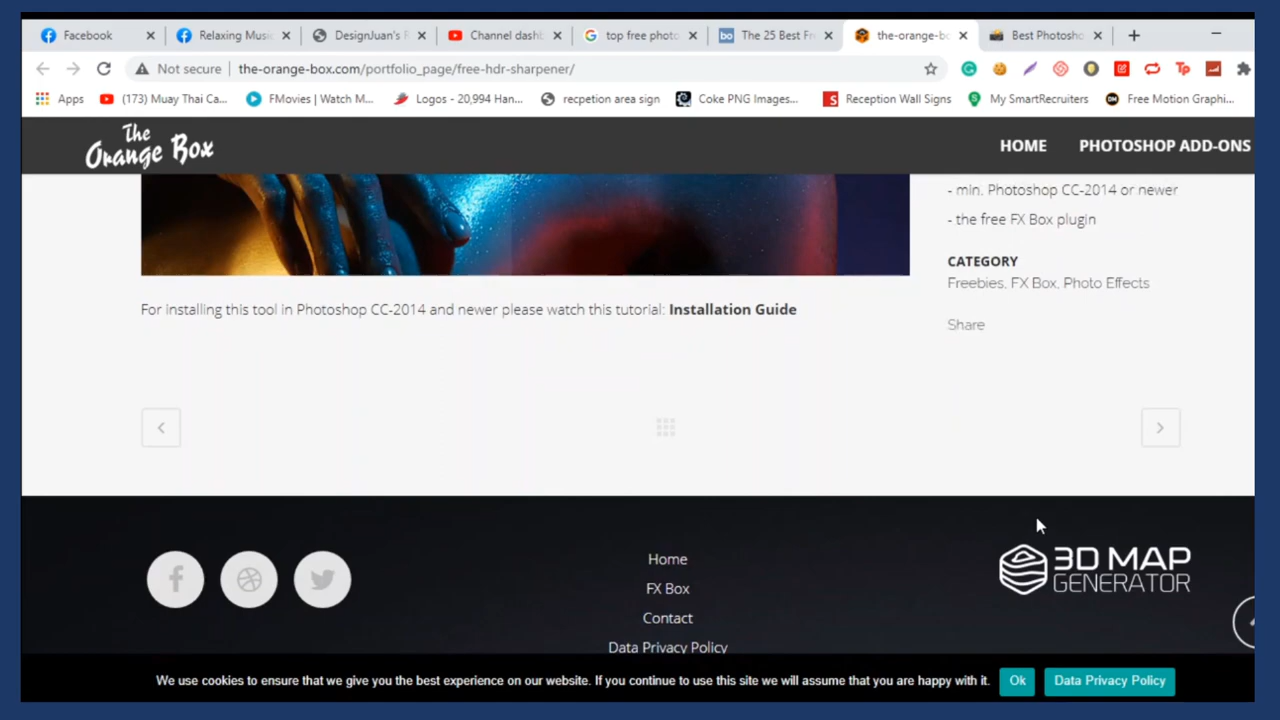 Facebook
Relaxing Music
DesignJuan's F
Channel dashb
top free photo
The 25 Best Fr
the-orange-bo
Best Photosho
Not secure the-orange-box.com/portfolio_page/free-hdr-sharpener/
Apps
(173) Muay Thai Ca...
FMovies | Watch M...
Logos - 20,994 Han...
recpetion area sign
Coke PNG Images...
Reception Wall Signs
My SmartRecruiters
Free Motion Graphi...
The
Orange Box
HOME
PHOTOSHOP ADD-ONS
- min. Photoshop CC-2014 or newer
- the free FX Box plugin
CATEGORY
Freebies, FX Box, Photo Effects
Share
For installing this tool in Photoshop CC-2014 and newer please watch this tutorial: Installation Guide
Home
FX Box
Contact
Data Privacy Policy
3D MAP
GENERATOR
We use cookies to ensure that we give you the best experience on our website. If you continue to use this site we will assume that you are happy with it.
Ok
Data Privacy Policy